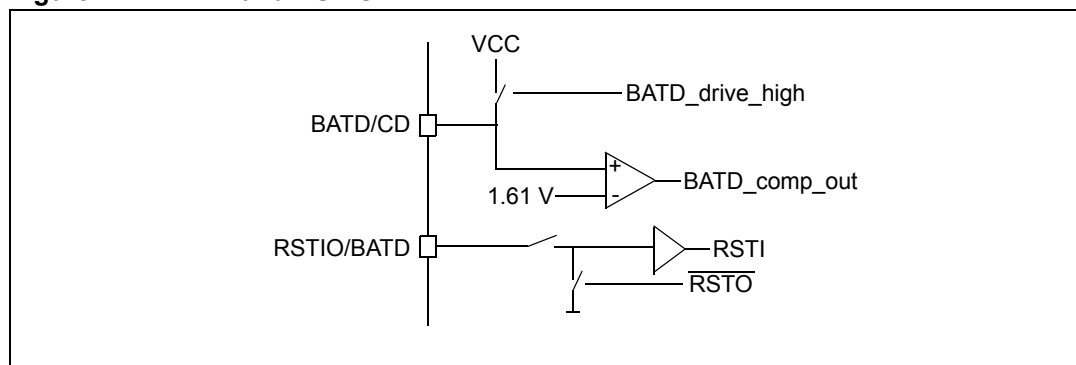 VCC
BATD_drive_high
BATD/CD
+
BATD_comp_out
1.61 V
-
RSTIO/BATD
RSTI
RSTO